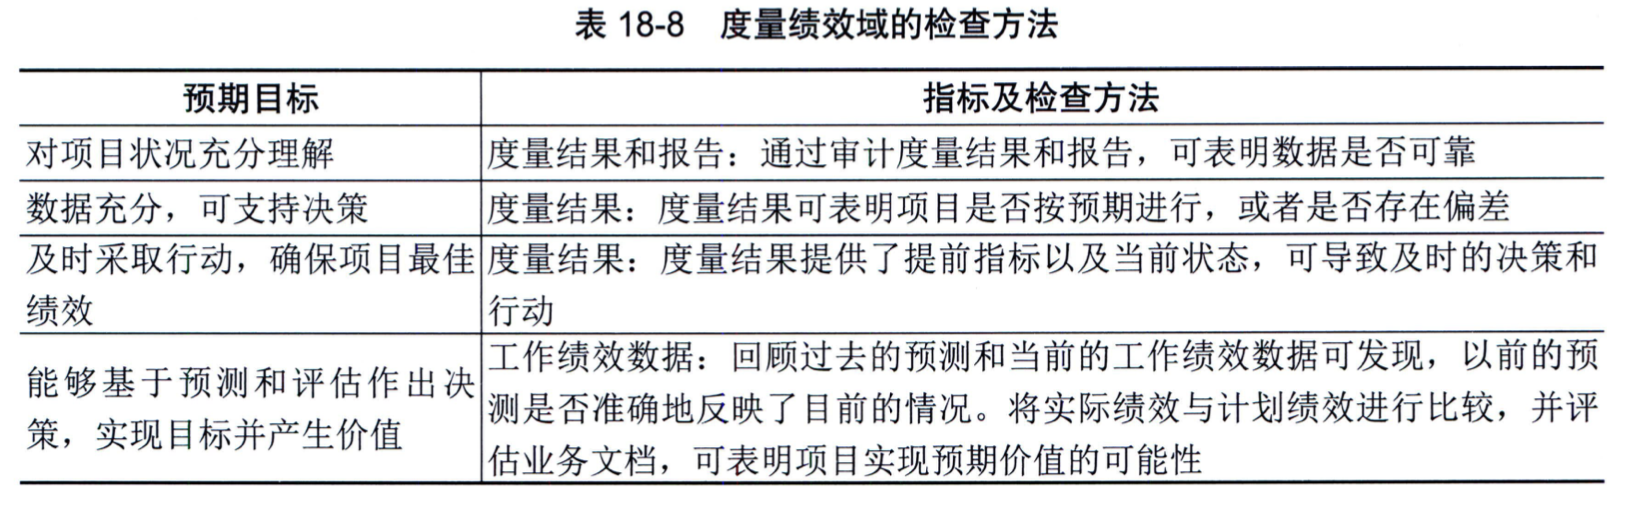 表 18-8 度量绩效域的检查方法
预期目标
指标及检查方法
对项目状况充分理解
度量结果和报告：通过审计度量结果和报告，可表明数据是否可靠
数据充分，可支持决策
度量结果：度量结果可表明项目是否按预期进行，或者是否存在偏差
及时采取行动，确保项目最佳
绩效
度量结果：度量结果提供了提前指标以及当前状态，可导致及时的决策和
行动
能够基于预测和评估作出决
策，实现目标并产生价值
工作绩效数据：回顾过去的预测和当前的工作绩效数据可发现，以前的预
测是否准确地反映了目前的情况。将实际绩效与计划绩效进行比较，并评
估业务文档，可表明项目实现预期价值的可能性